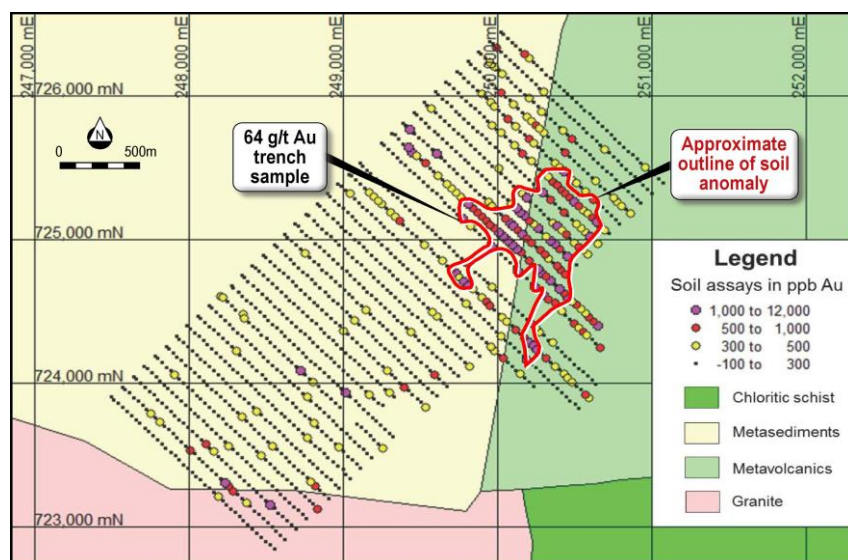 247,000 mE
248,000 mE
249,000 mE
250,000 mE
251,000 mE
252,000 mE
726,000 mN
725,000 mN
724,000 mN
723,000 mN
N
0 500m
64 g/t Au
trench
sample
Approximate
outline of soil
anomaly
Legend
Soil assays in ppb Au
1,000 to 12,000
500 to 1,000
300 to 500
-100 to 300
Chloritic schist
Metasediments
Metavolcanics
Granite